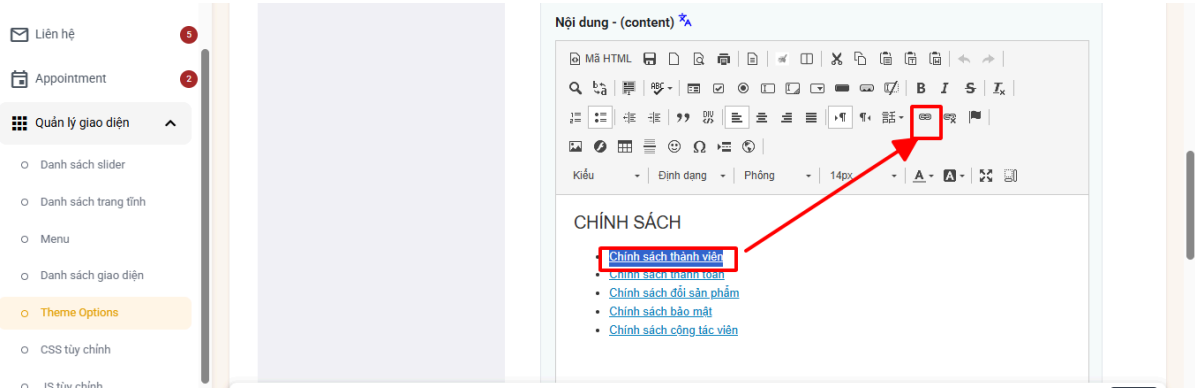 Liên hệ
5
Appointment
2
Quản lý giao diện
Danh sách slider
Danh sách trang tĩnh
Menu
Danh sách giao diện
Theme Options
CSS tùy chỉnh
JS tùy chỉnh
Nội dung - (content)
Mã HTML
B I S Ix
Kiểu Định dạng Phông 14px A A
CHÍNH SÁCH
Chính sách thành viên
Chính sách thanh toán
Chính sách đổi sản phẩm
Chính sách bảo mật
Chính sách cộng tác viên